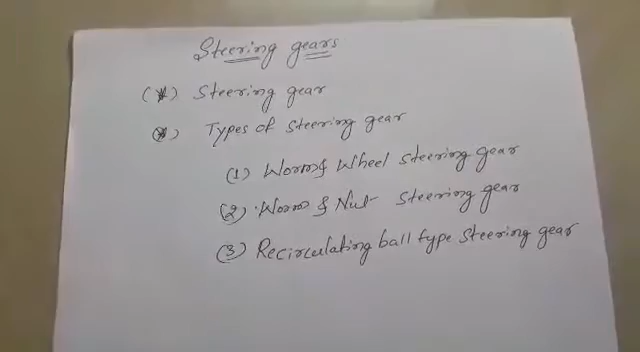 Steering gears
(*) Steering gear
(*) Types of Steering gear
(1) Worm & Wheel Steering gear
(2) Worm & Nut Steering gear
(3) Recirculating ball type Steering gear